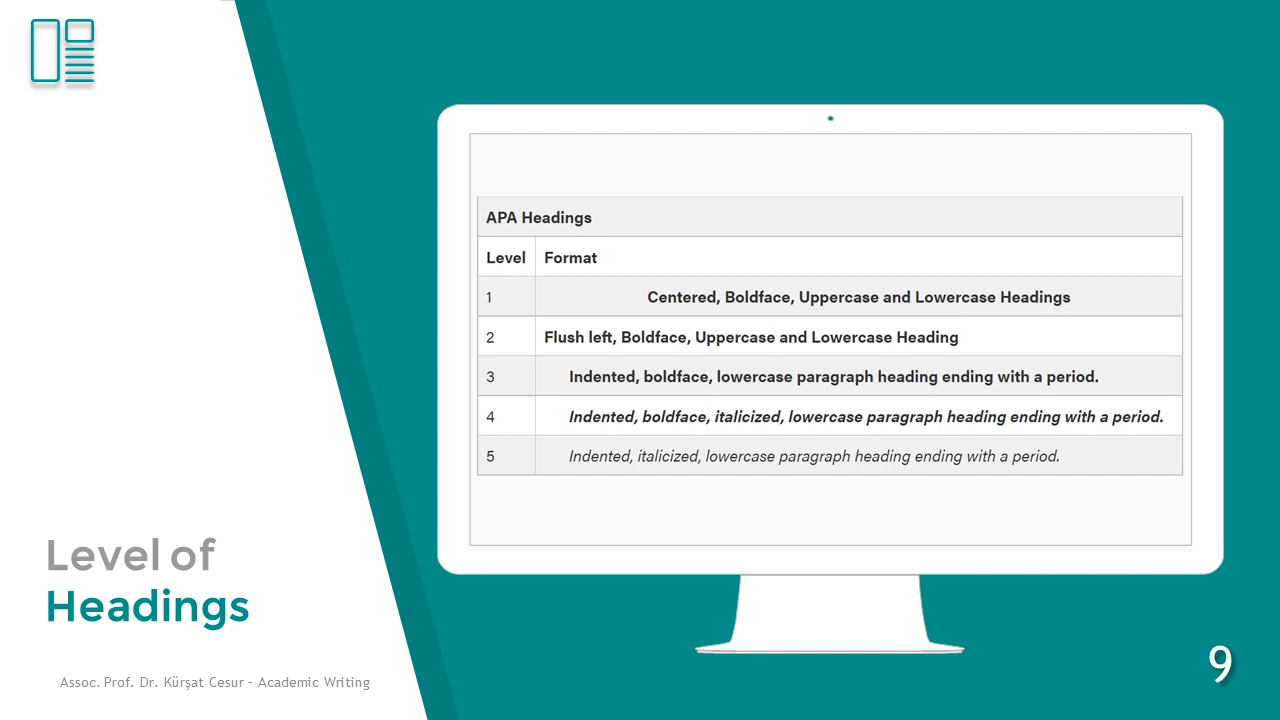 APA Headings
Level Format
1 Centered, Boldface, Uppercase and Lowercase Headings
2 Flush left, Boldface, Uppercase and Lowercase Heading
3 Indented, boldface, lowercase paragraph heading ending with a period.
4 Indented, boldface, italicized, lowercase paragraph heading ending with a period.
5 Indented, italicized, lowercase paragraph heading ending with a period.
Level of
Headings
Assoc. Prof. Dr. Kürşat Cesur - Academic Writing
9